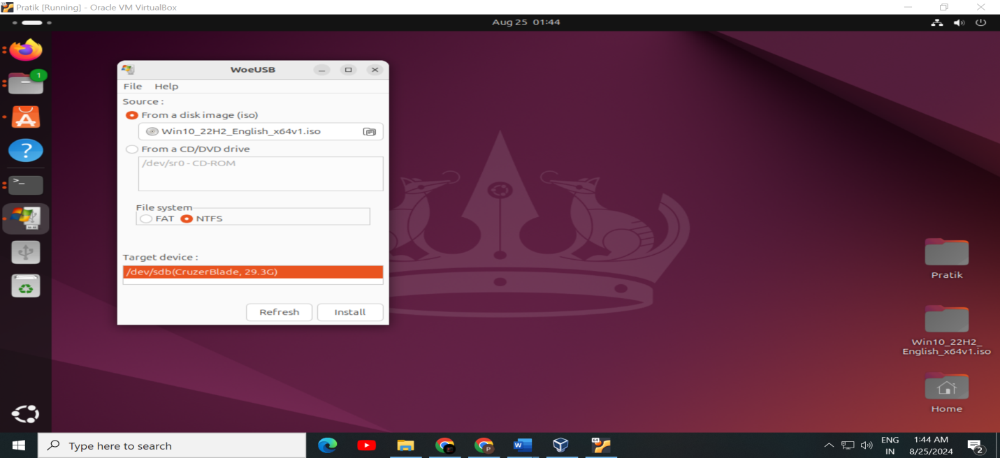 Pratik [Running] - Oracle VM VirtualBox
Aug 25 01:44
1
WoeUSB
File Help
Source :
From a disk image (iso)
Win10_22H2_English_x64v1.iso
From a CD/DVD drive
/dev/sr0 - CD-ROM
File system
FAT NTFS
Target device :
/dev/sdb(CruzerBlade, 29.3G)
Refresh Install
Pratik
Win10_22H2_
English_x64v1.iso
Home
Type here to search
ENG
IN
1:44 AM
8/25/2024
2